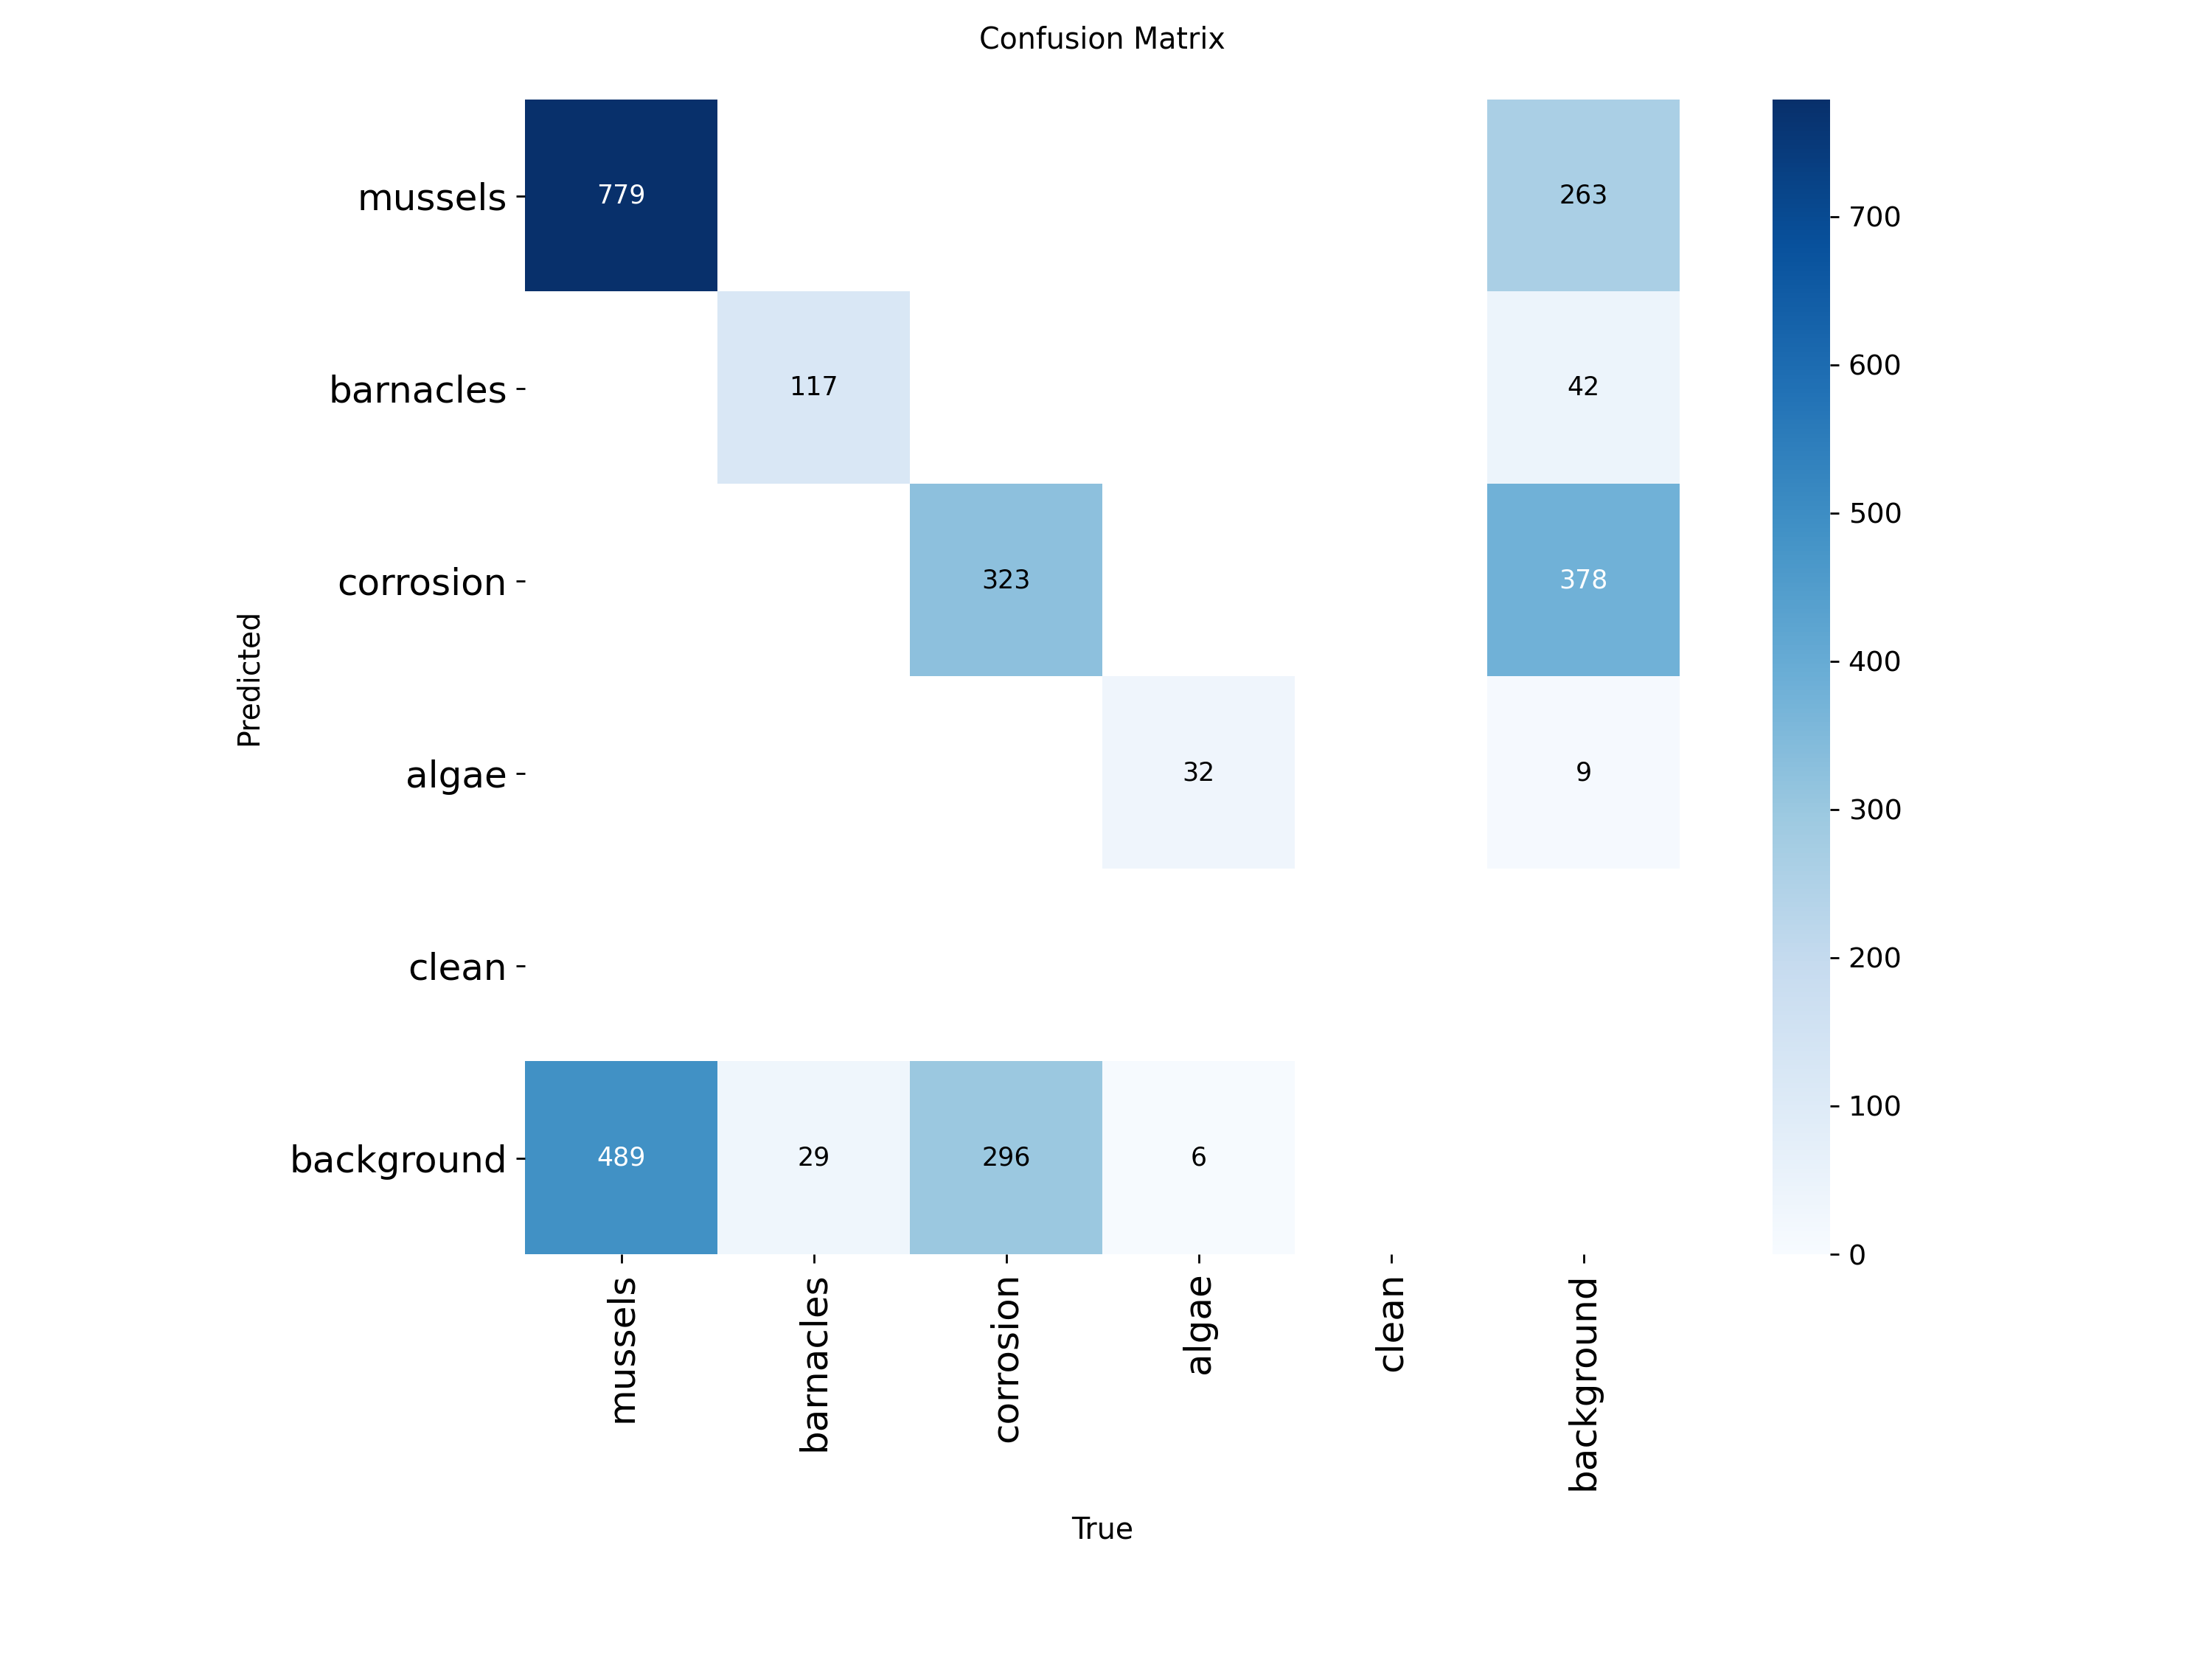 Confusion Matrix
mussels
779
263
700
barnacles
117
42
600
corrosion
323
378
500
Predicted
400
algae
32
9
300
clean
200
background
489
29
296
6
100
0
mussels
barnacles
corrosion
algae
clean
background
True